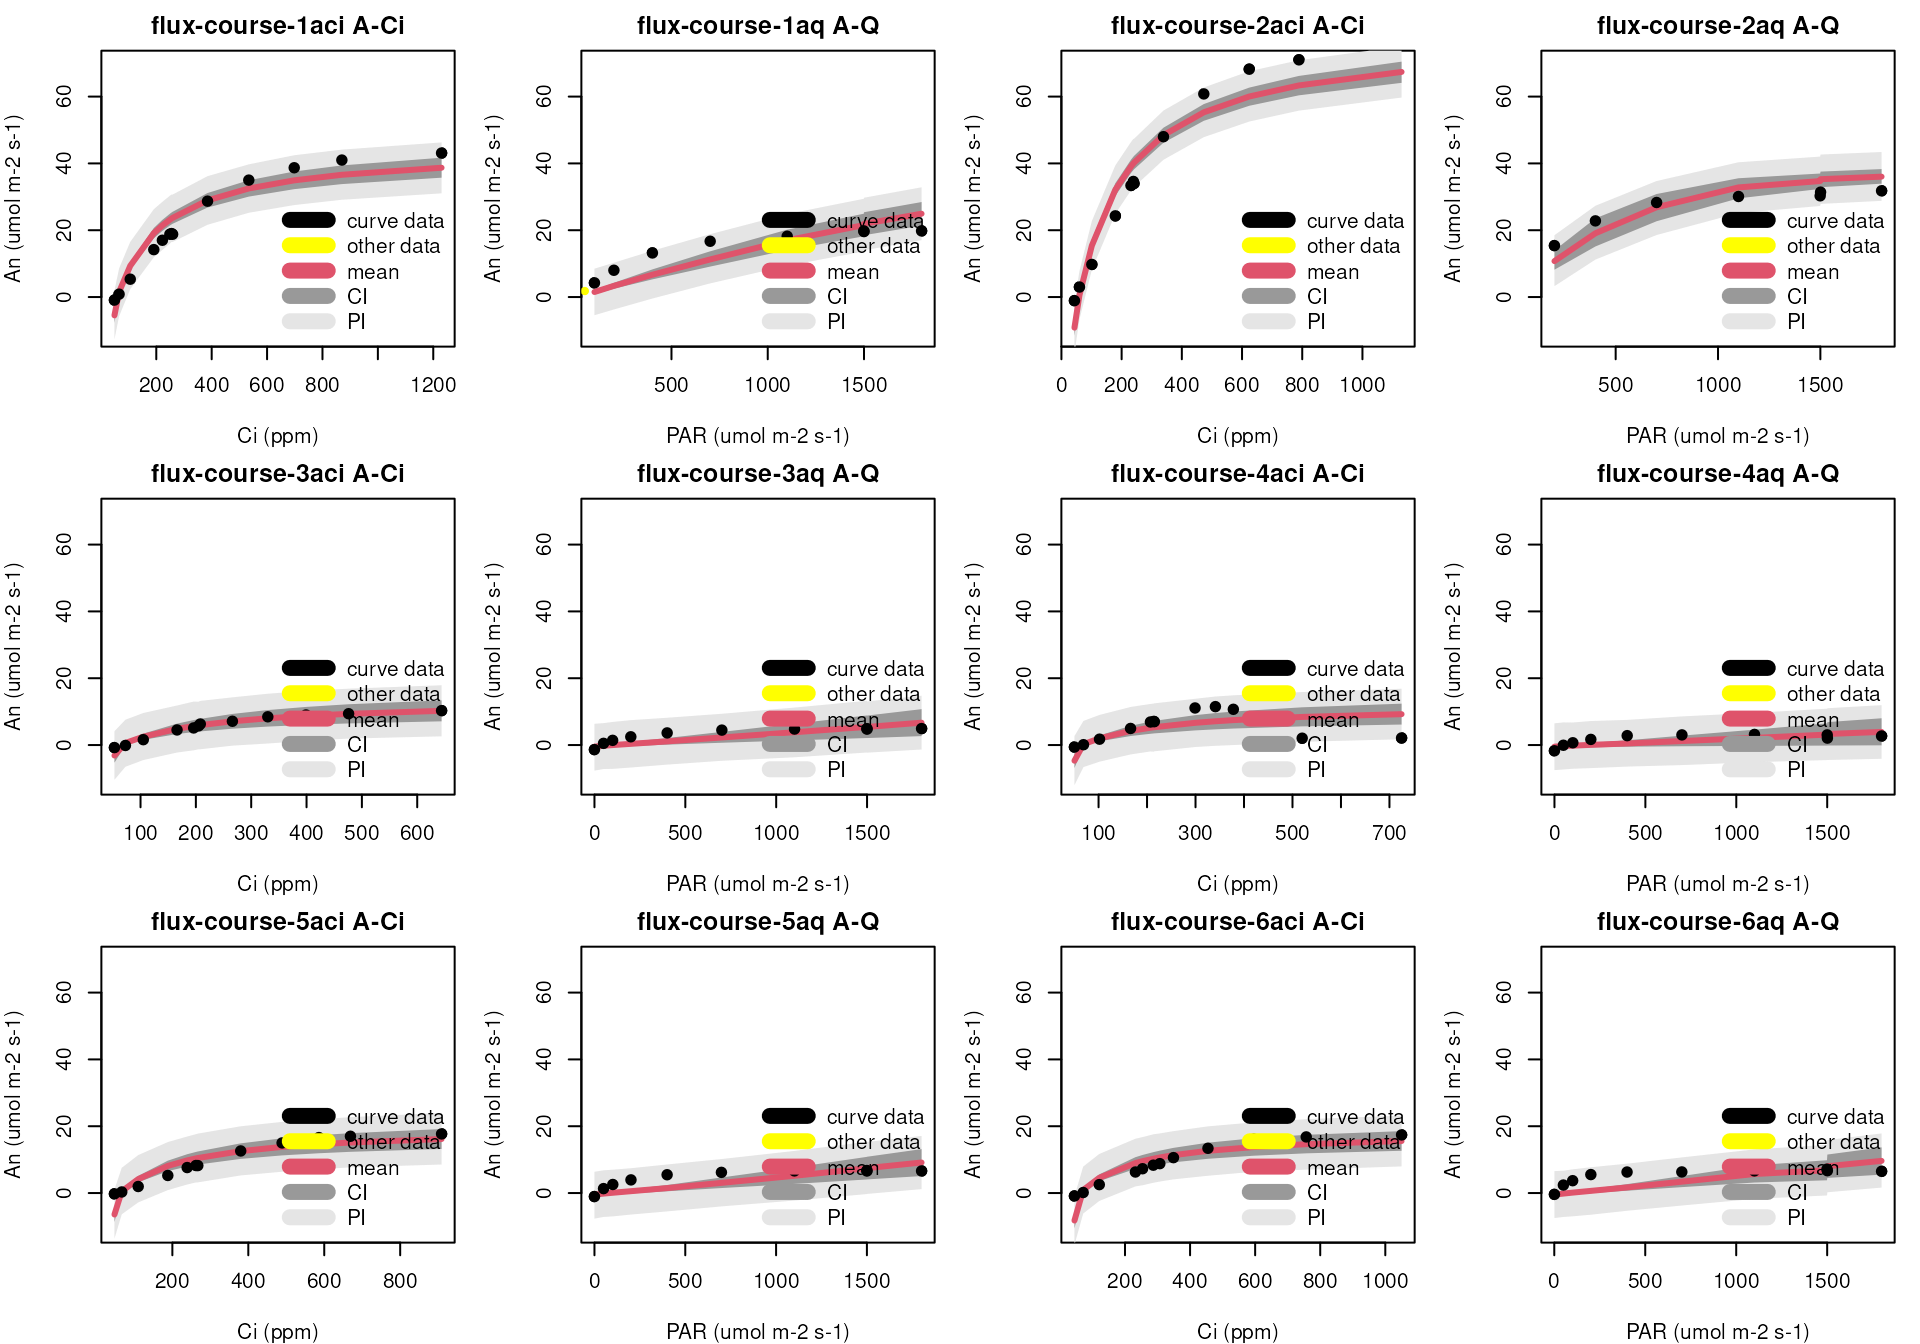 flux-course-1aci A-Ci
An (umol m-2 s-1)
0 20 40 60
200 400 600 800 1200
Ci (ppm)
curve data
other data
mean
CI
PI
flux-course-1aq A-Q
An (umol m-2 s-1)
0 20 40 60
500 1000 1500
PAR (umol m-2 s-1)
curve data
other data
mean
CI
PI
flux-course-2aci A-Ci
An (umol m-2 s-1)
0 20 40 60
0 200 400 600 800 1000
Ci (ppm)
curve data
other data
mean
CI
PI
flux-course-2aq A-Q
An (umol m-2 s-1)
0 20 40 60
500 1000 1500
PAR (umol m-2 s-1)
curve data
other data
mean
CI
PI
flux-course-3aci A-Ci
An (umol m-2 s-1)
0 20 40 60
100 200 300 400 500 600
Ci (ppm)
curve data
other data
mean
CI
PI
flux-course-3aq A-Q
An (umol m-2 s-1)
0 20 40 60
0 500 1000 1500
PAR (umol m-2 s-1)
curve data
other data
mean
CI
PI
flux-course-4aci A-Ci
An (umol m-2 s-1)
0 20 40 60
100 300 500 700
Ci (ppm)
curve data
other data
mean
CI
PI
flux-course-4aq A-Q
An (umol m-2 s-1)
0 20 40 60
0 500 1000 1500
PAR (umol m-2 s-1)
curve data
other data
mean
CI
PI
flux-course-5aci A-Ci
An (umol m-2 s-1)
0 20 40 60
200 400 600 800
Ci (ppm)
curve data
other data
mean
CI
PI
flux-course-5aq A-Q
An (umol m-2 s-1)
0 20 40 60
0 500 1000 1500
PAR (umol m-2 s-1)
curve data
other data
mean
CI
PI
flux-course-6aci A-Ci
An (umol m-2 s-1)
0 20 40 60
200 400 600 800 1000
Ci (ppm)
curve data
other data
mean
CI
PI
flux-course-6aq A-Q
An (umol m-2 s-1)
0 20 40 60
0 500 1000 1500
PAR (umol m-2 s-1)
curve data
other data
mean
CI
PI